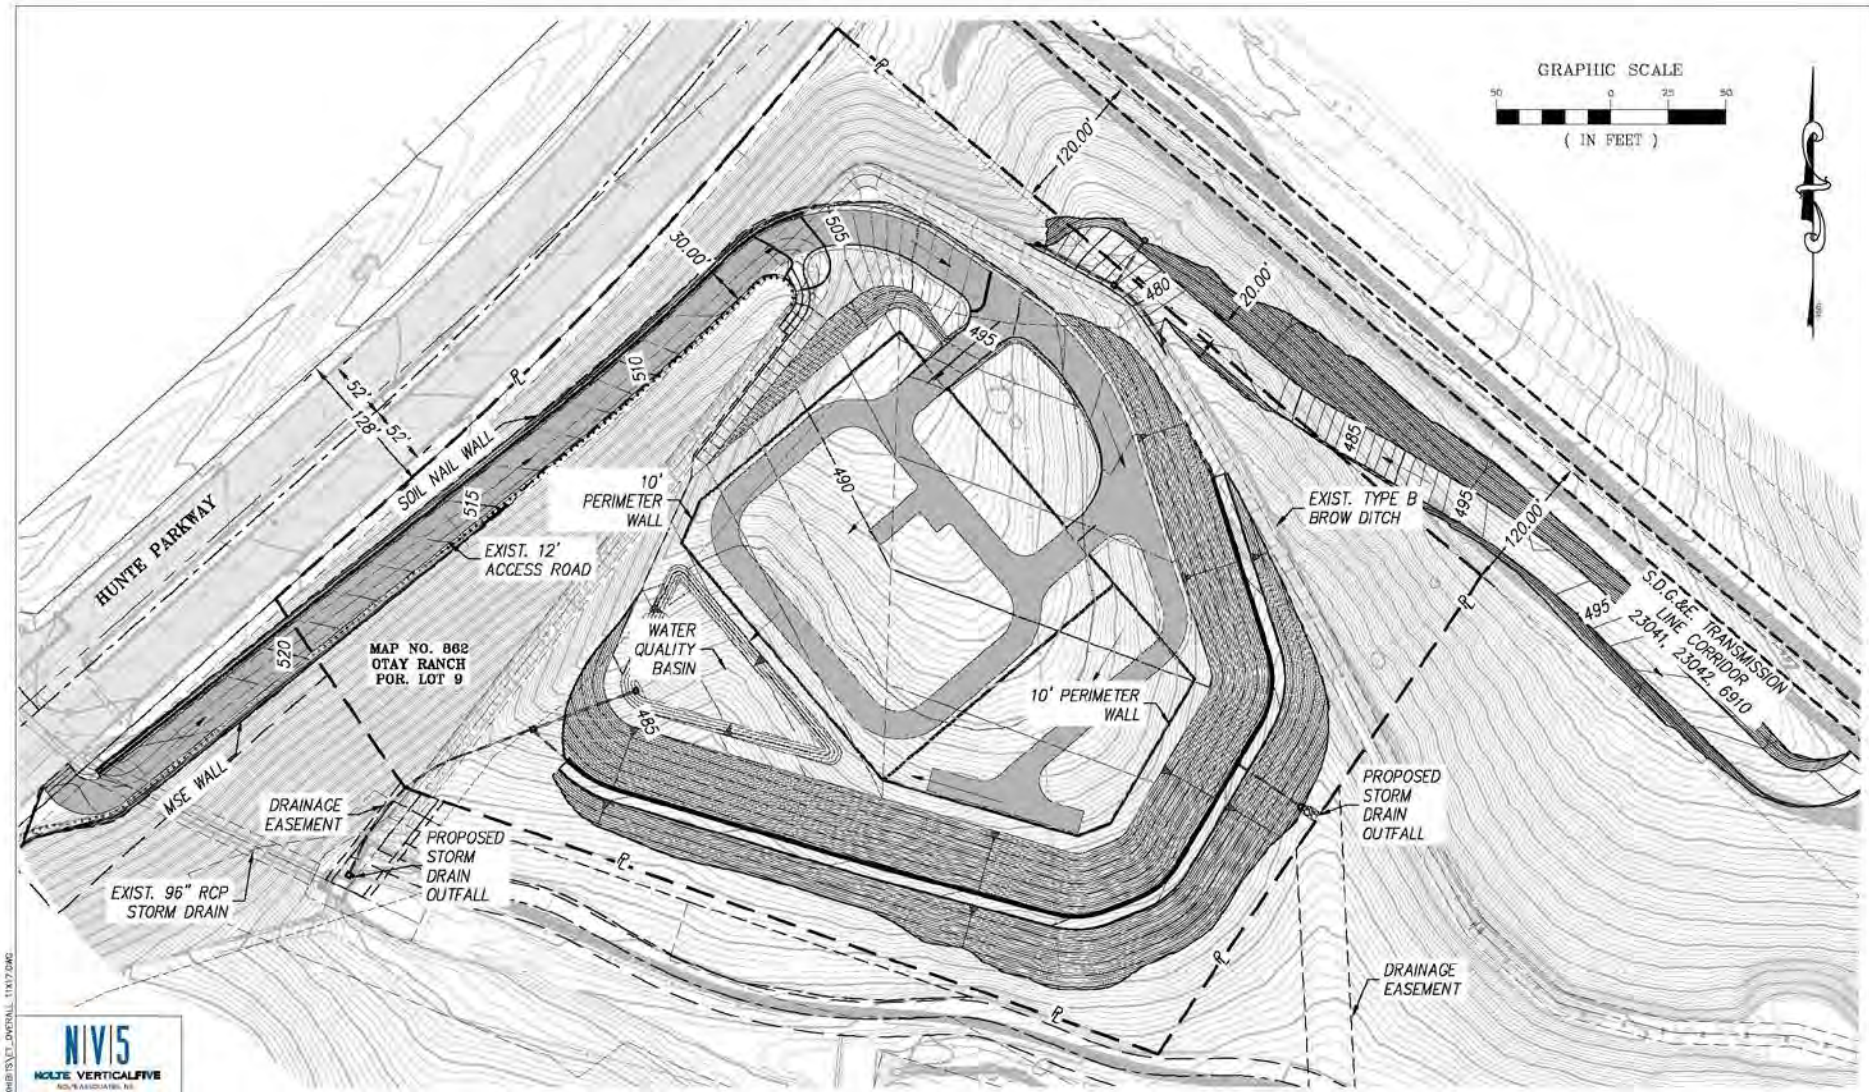 GRAPHIC SCALE
50 0 25 50
( IN FEET )
120.00'
30.00'
505
480
20.00'
495
510
52'
52'
128'
SOIL NAIL WALL
515
490
485
495
120.00'
10'
PERIMETER
WALL
EXIST. TYPE B
BROW DITCH
EXIST. 12'
ACCESS ROAD
HUNTE PARKWAY
S.D.G.&E. TRANSMISSION
LINE CORRIDOR
23041, 23042, 6910
495
WATER
QUALITY
BASIN
520
MAP NO. 862
OTAY RANCH
POR. LOT 9
10' PERIMETER
WALL
485
MSE WALL
DRAINAGE
EASEMENT
PROPOSED
STORM
DRAIN
OUTFALL
PROPOSED
STORM
DRAIN
OUTFALL
EXIST. 96" RCP
STORM DRAIN
DRAINAGE
EASEMENT
N|V|5
NOLTE VERTICALFIVE